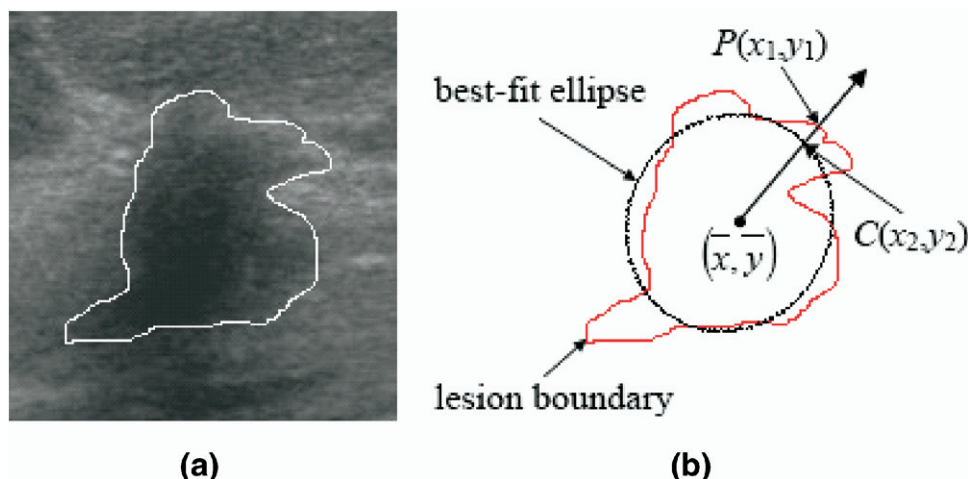 P(x1,y1)
best-fit ellipse
(x̄, ȳ)
C(x2,y2)
lesion boundary
(a)
(b)